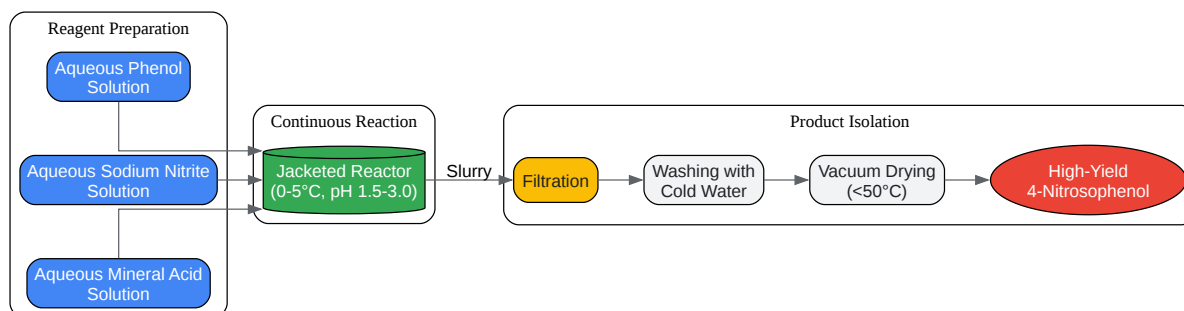 Reagent Preparation
Aqueous Phenol
Solution
Aqueous Sodium Nitrite
Solution
Aqueous Mineral Acid
Solution
Continuous Reaction
Jacketed Reactor
(0-5°C, pH 1.5-3.0)
Slurry
Product Isolation
Filtration
Washing with
Cold Water
Vacuum Drying
(<50°C)
High-Yield
4-Nitrosophenol